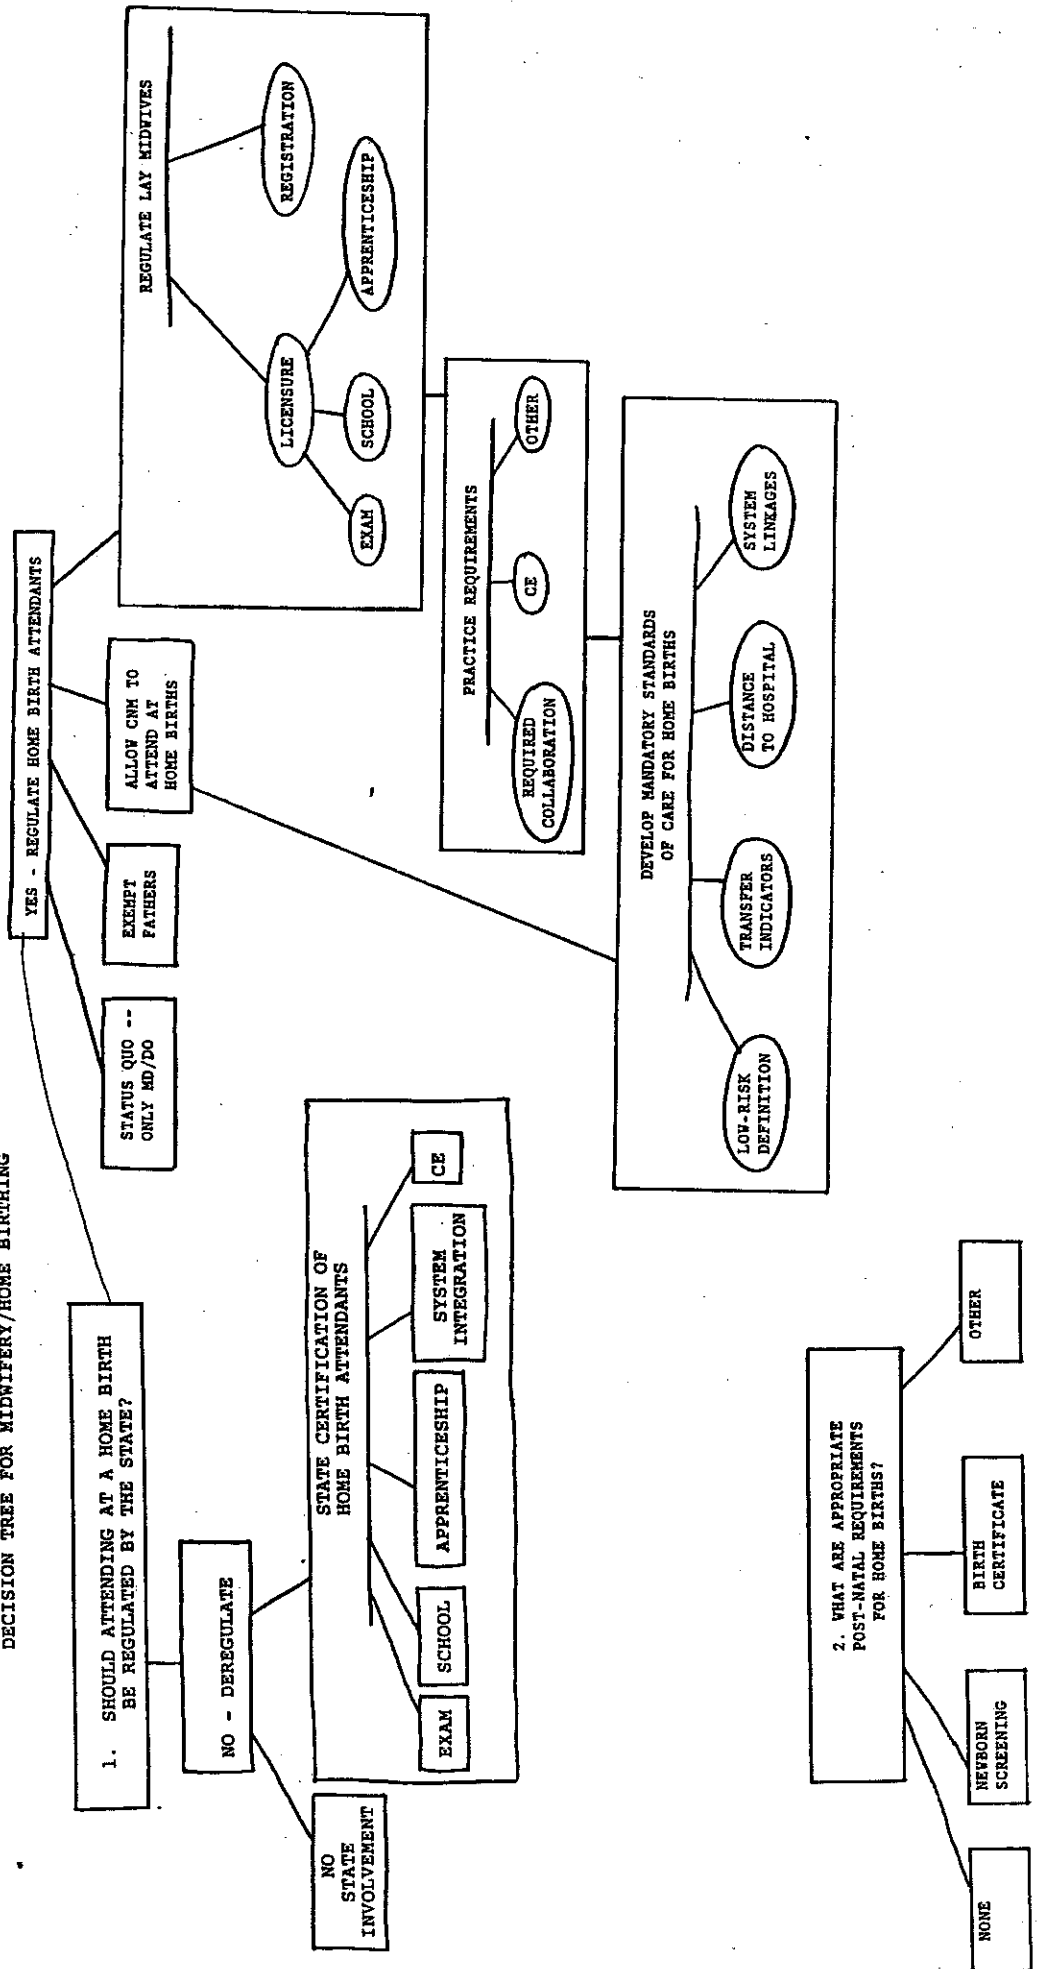 DECISION TREE FOR MIDWIFERY/HOME BIRTHING
1. SHOULD ATTENDING AT A HOME BIRTH
BE REGULATED BY THE STATE?
YES - REGULATE HOME BIRTH ATTENDANTS
STATUS QUO --
ONLY MD/DO
EXEMPT
FATHERS
ALLOW CNM TO
ATTEND AT
HOME BIRTHS
REGULATE LAY MIDWIVES
LICENSURE
REGISTRATION
EXAM
SCHOOL
APPRENTICESHIP
PRACTICE REQUIREMENTS
REQUIRED
COLLABORATION
CE
OTHER
DEVELOP MANDATORY STANDARDS
OF CARE FOR HOME BIRTHS
LOW-RISK
DEFINITION
TRANSFER
INDICATORS
DISTANCE
TO HOSPITAL
SYSTEM
LINKAGES
NO - DEREGULATE
NO
STATE
INVOLVEMENT
STATE CERTIFICATION OF
HOME BIRTH ATTENDANTS
EXAM
SCHOOL
APPRENTICESHIP
SYSTEM
INTEGRATION
CE
2. WHAT ARE APPROPRIATE
POST-NATAL REQUIREMENTS
FOR HOME BIRTHS?
NONE
NEWBORN
SCREENING
BIRTH
CERTIFICATE
OTHER